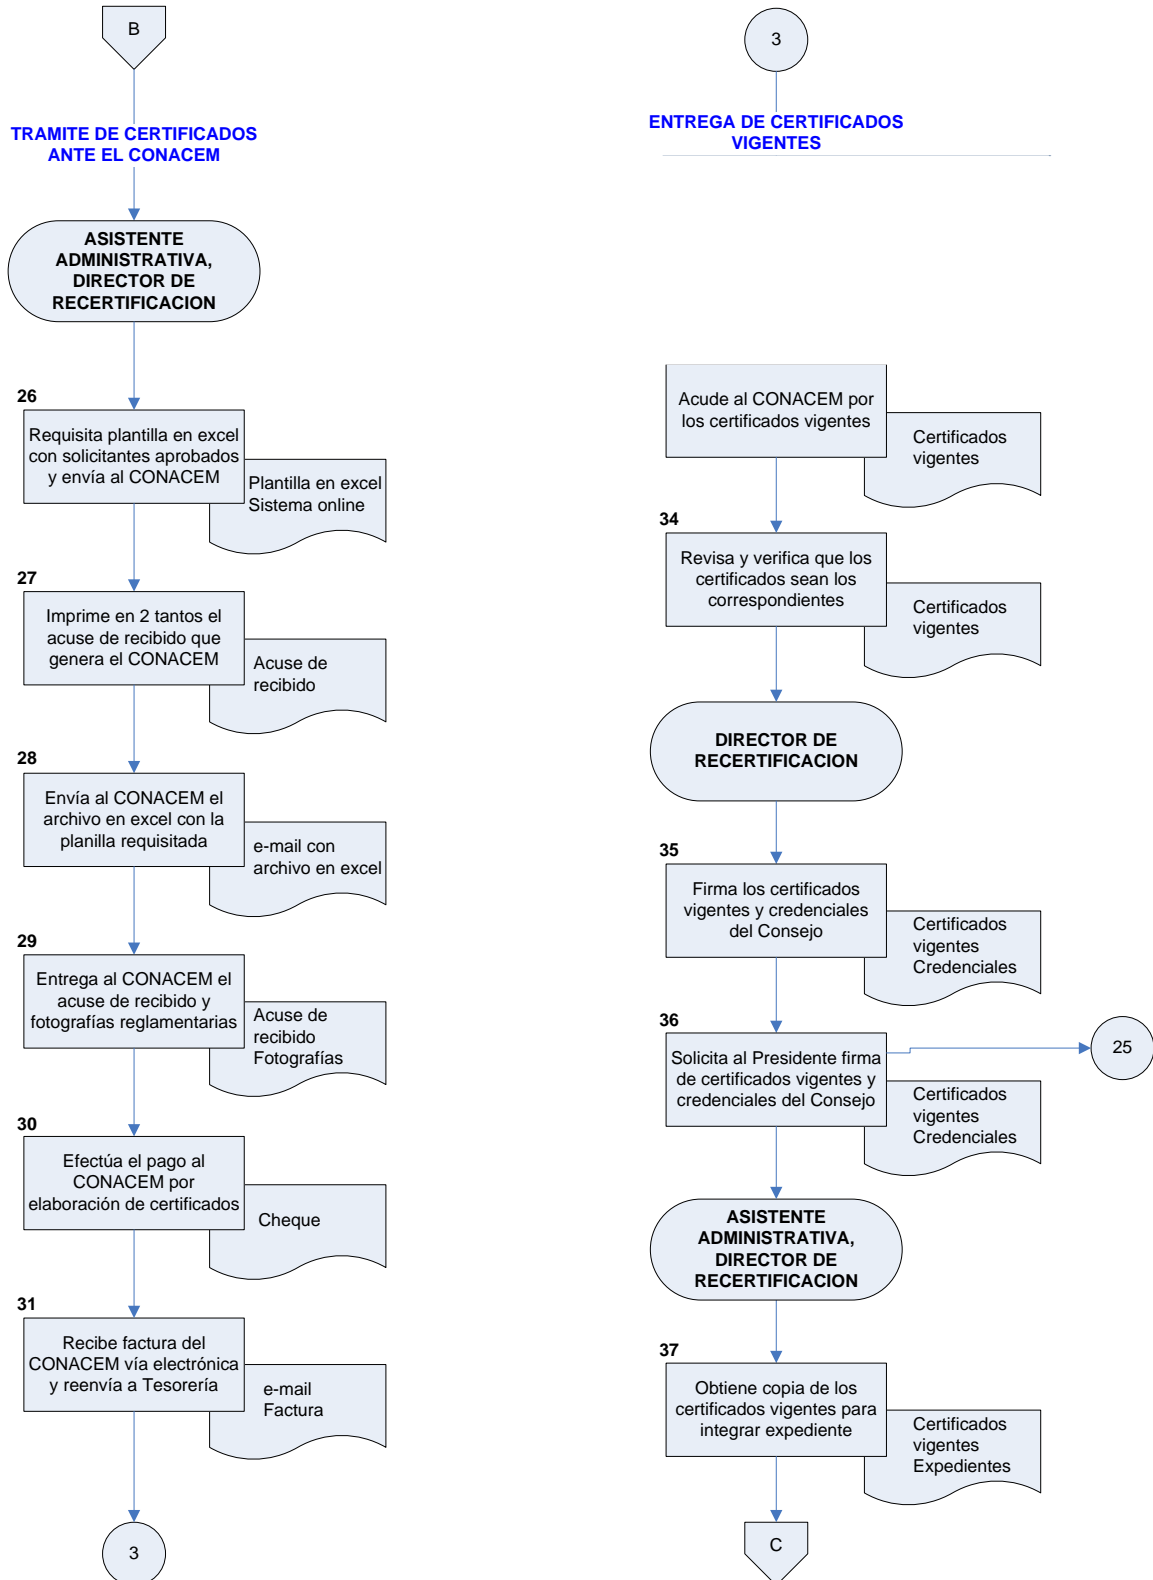 B
TRAMITE DE CERTIFICADOS
ANTE EL CONACEM
ASISTENTE
ADMINISTRATIVA,
DIRECTOR DE
RECERTIFICACION
26
Requisita plantilla en excel
con solicitantes aprobados
y envía al CONACEM
Plantilla en excel
Sistema online
27
Imprime en 2 tantos el
acuse de recibido que
genera el CONACEM
Acuse de
recibido
28
Envía al CONACEM el
archivo en excel con la
planilla requisitada
e-mail con
archivo en excel
29
Entrega al CONACEM el
acuse de recibido y
fotografías reglamentarias
Acuse de
recibido
Fotografías
30
Efectúa el pago al
CONACEM por
elaboración de certificados
Cheque
31
Recibe factura del
CONACEM vía electrónica
y reenvía a Tesorería
e-mail
Factura
3
3
ENTREGA DE CERTIFICADOS
VIGENTES
Acude al CONACEM por
los certificados vigentes
Certificados
vigentes
34
Revisa y verifica que los
certificados sean los
correspondientes
Certificados
vigentes
DIRECTOR DE
RECERTIFICACION
35
Firma los certificados
vigentes y credenciales
del Consejo
Certificados
vigentes
Credenciales
36
Solicita al Presidente firma
de certificados vigentes y
credenciales del Consejo
25
Certificados
vigentes
Credenciales
ASISTENTE
ADMINISTRATIVA,
DIRECTOR DE
RECERTIFICACION
37
Obtiene copia de los
certificados vigentes para
integrar expediente
Certificados
vigentes
Expedientes
C